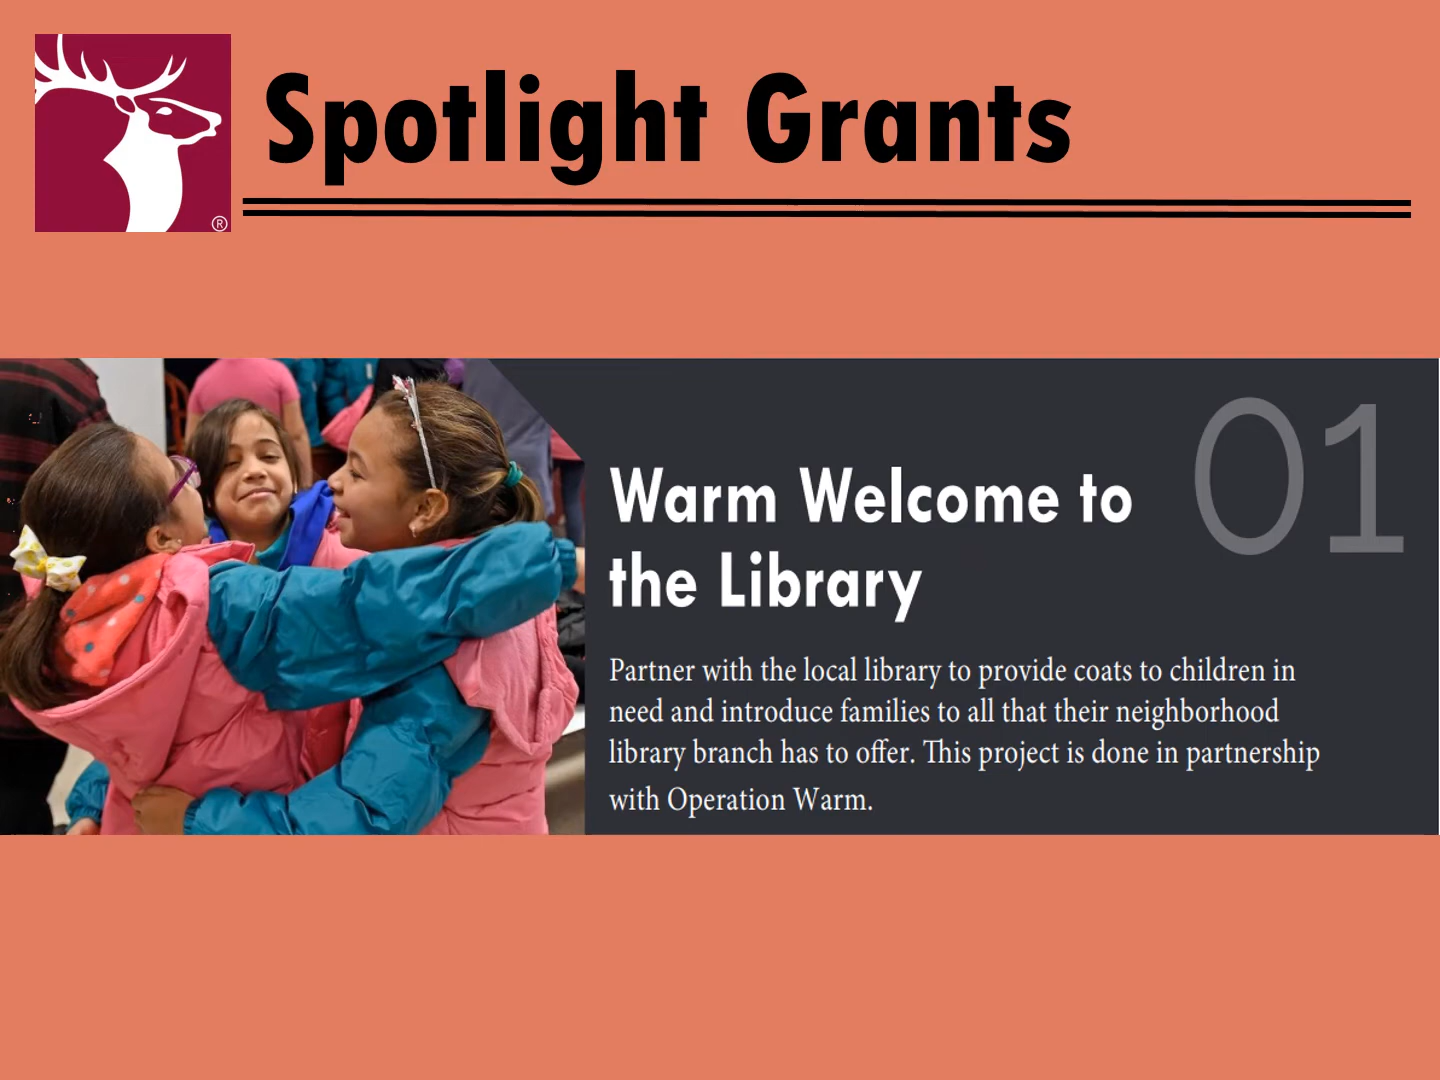 ®
Spotlight Grants
01
Warm Welcome to
the Library
Partner with the local library to provide coats to children in
need and introduce families to all that their neighborhood
library branch has to offer. This project is done in partnership
with Operation Warm.